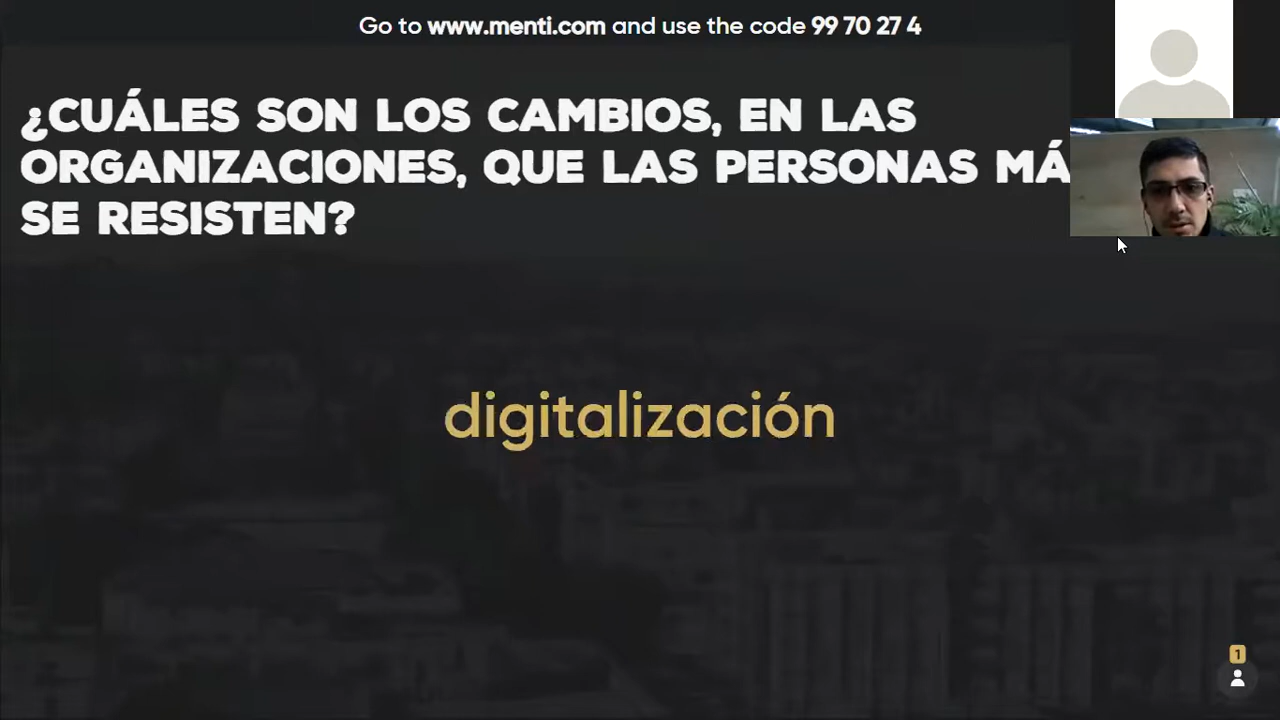 Go to www.menti.com and use the code 99 70 27 4
¿CUÁLES SON LOS CAMBIOS, EN LAS
ORGANIZACIONES, QUE LAS PERSONAS MÁ
SE RESISTEN?
digitalización
1